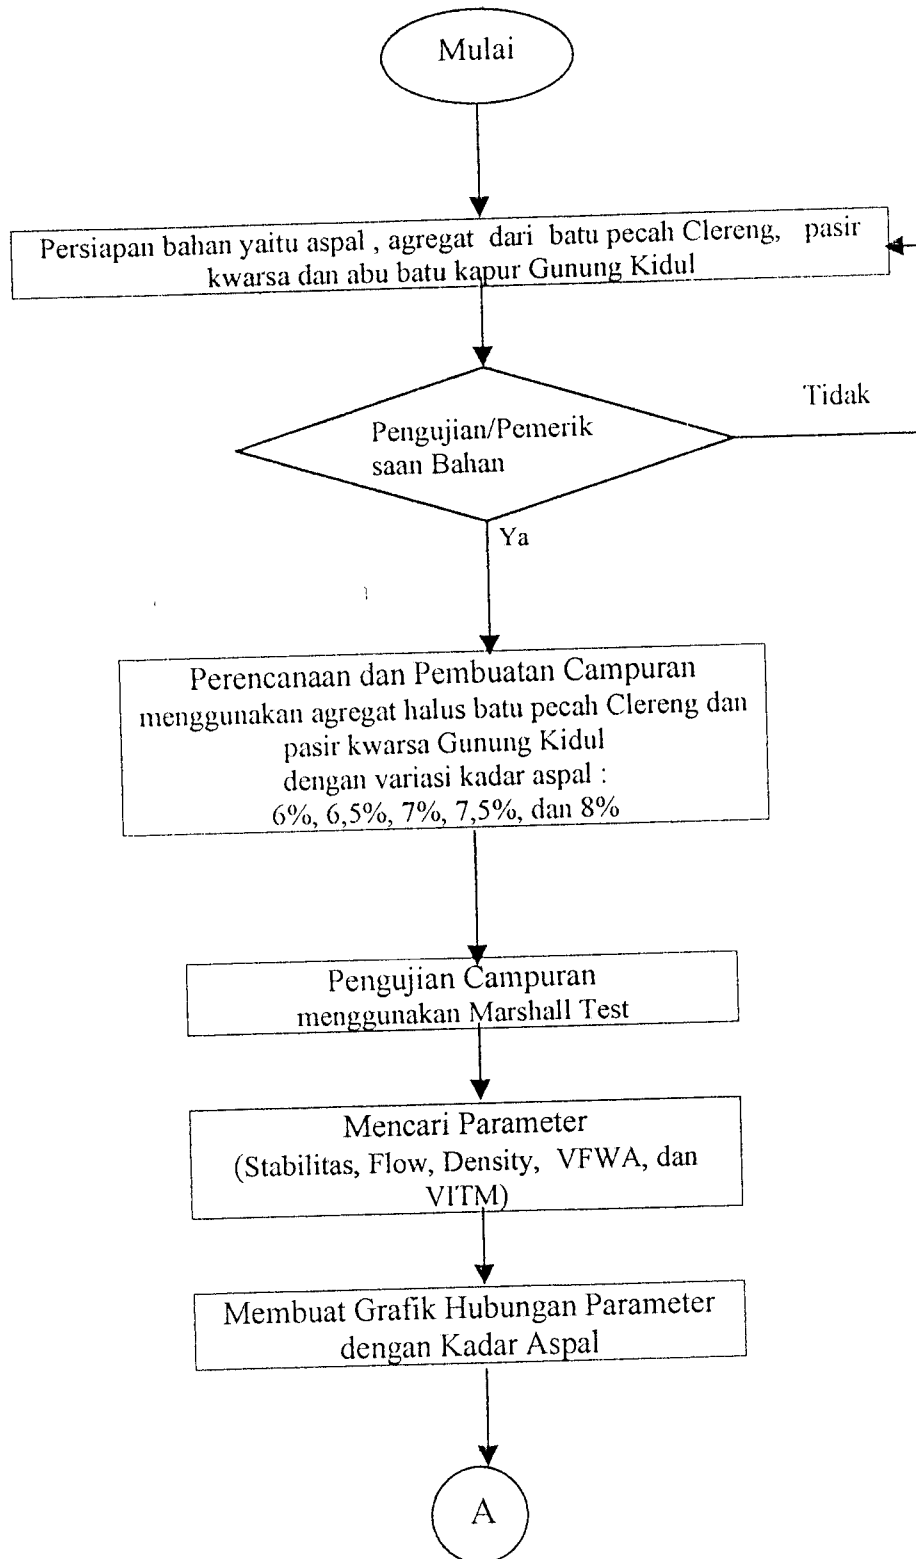 Mulai
Persiapan bahan yaitu aspal , agregat dari batu pecah Clereng, pasir
kwarsa dan abu batu kapur Gunung Kidul
Tidak
Pengujian/Pemerik
saan Bahan
Ya
Perencanaan dan Pembuatan Campuran
menggunakan agregat halus batu pecah Clereng dan
pasir kwarsa Gunung Kidul
dengan variasi kadar aspal :
6%, 6,5%, 7%, 7,5%, dan 8%
Pengujian Campuran
menggunakan Marshall Test
Mencari Parameter
(Stabilitas, Flow, Density, VFWA, dan
VITM)
Membuat Grafik Hubungan Parameter
dengan Kadar Aspal
A